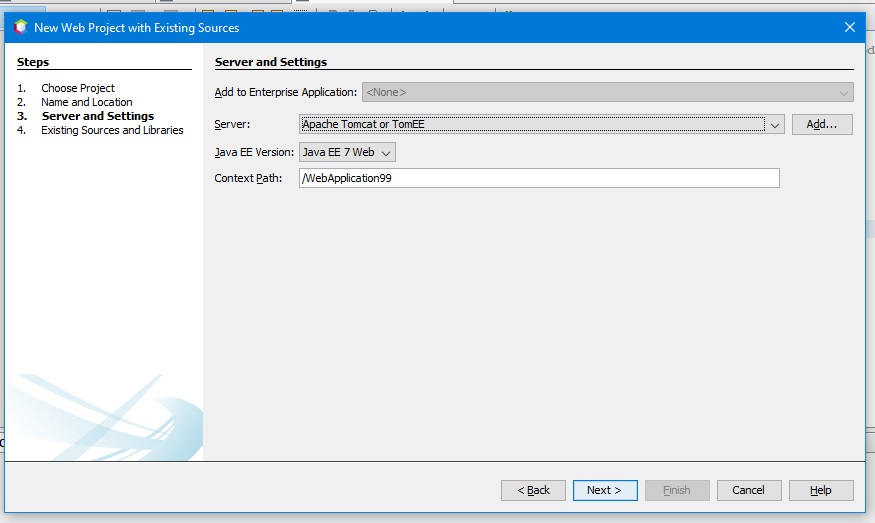 New Web Project with Existing Sources
Steps
1. Choose Project
2. Name and Location
3. Server and Settings
4. Existing Sources and Libraries
Server and Settings
Add to Enterprise Application: <None>
Server: Apache Tomcat or TomEE Add...
Java EE Version: Java EE 7 Web
Context Path: /WebApplication99
< Back Next > Finish Cancel Help